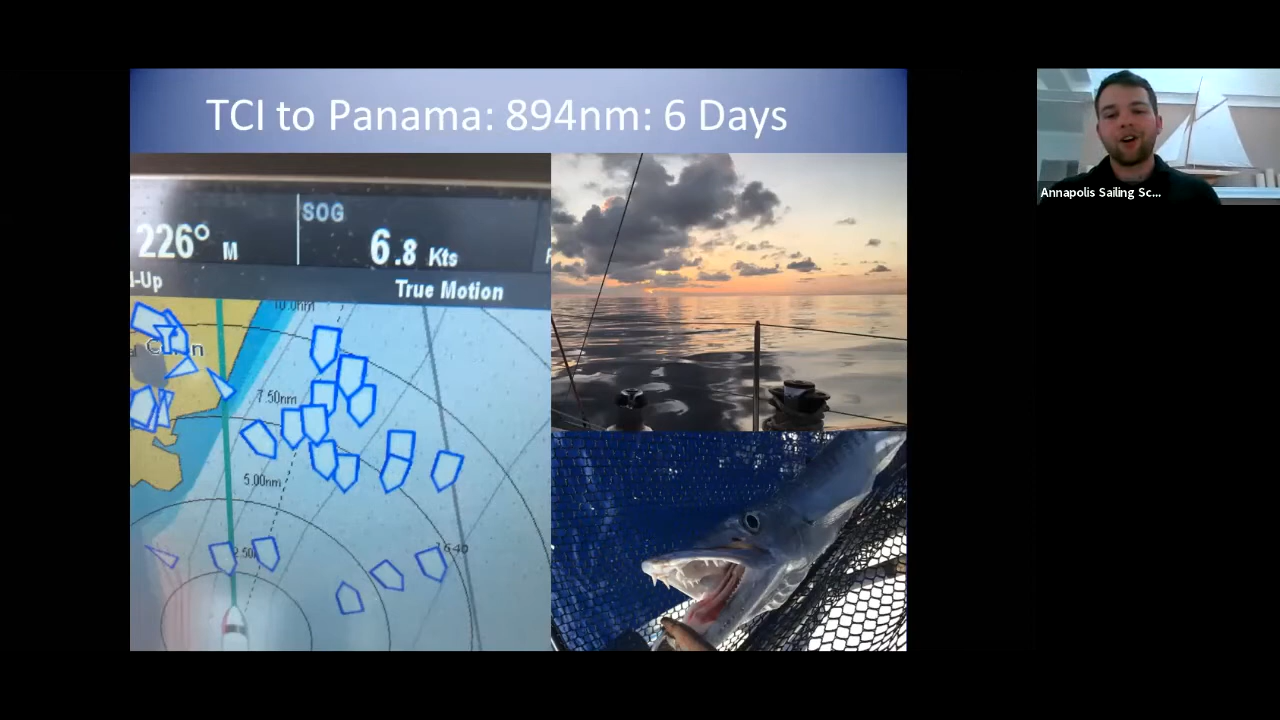 TCI to Panama: 894nm: 6 Days
SOG
226° M
6.8 Kts
-Up
True Motion
10.0nm
7.50nm
5.00nm
2.50
Annapolis Sailing Sc...